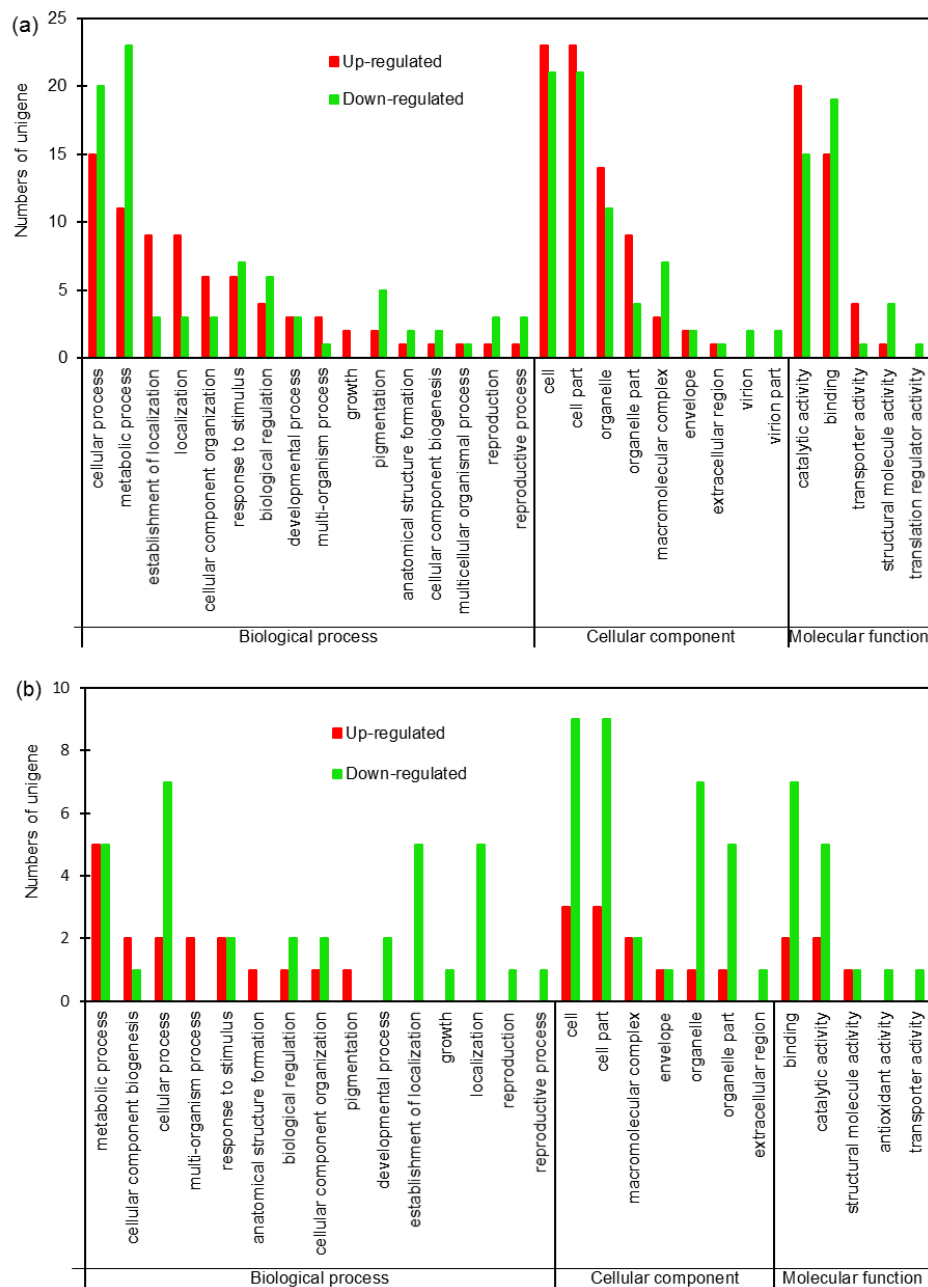 (a)
25
20
15
10
5
0
Numbers of unigene
Up-regulated
Down-regulated
cellular process
metabolic process
establishment of localization
localization
cellular component organization
response to stimulus
biological regulation
developmental process
multi-organism process
growth
pigmentation
anatomical structure formation
cellular component biogenesis
multicellular organismal process
reproduction
reproductive process
cell
cell part
organelle
organelle part
macromolecular complex
envelope
extracellular region
virion
virion part
catalytic activity
binding
transporter activity
structural molecule activity
translation regulator activity
Biological process
Cellular component
Molecular function
(b)
10
8
6
4
2
0
Numbers of unigene
Up-regulated
Down-regulated
metabolic process
cellular component biogenesis
cellular process
multi-organism process
response to stimulus
anatomical structure formation
biological regulation
cellular component organization
pigmentation
developmental process
establishment of localization
growth
localization
reproduction
reproductive process
cell
cell part
macromolecular complex
envelope
organelle
organelle part
extracellular region
binding
catalytic activity
structural molecule activity
antioxidant activity
transporter activity
Biological process
Cellular component
Molecular function